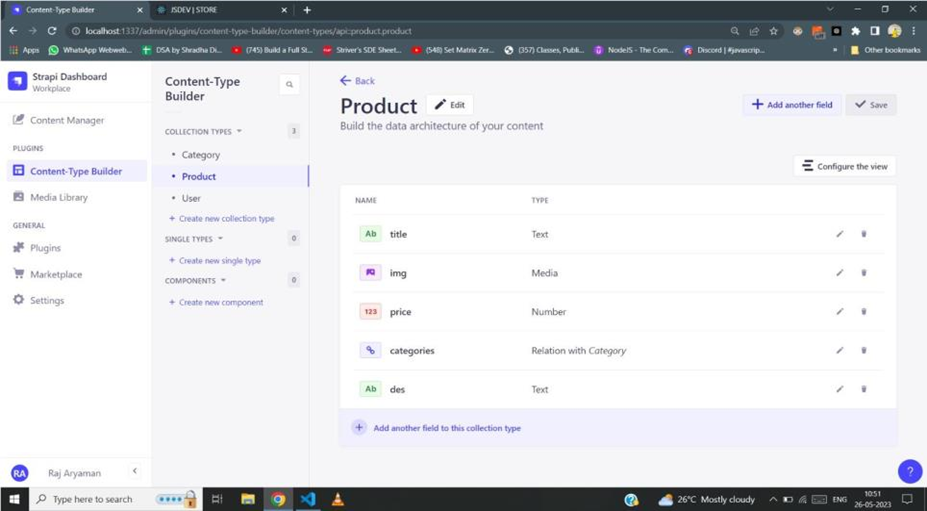 Content-Type Builder
JSDEV | STORE
localhost:1337/admin/plugins/content-type-builder/content-types/api::product.product
Apps
WhatsApp Webweb...
DSA by Shradha Di...
(745) Build a Full St...
Striver's SDE Sheet...
(548) Set Matrix Zer...
(357) Classes, Publi...
NodeJS - The Com...
Discord | #javascrip...
»
Other bookmarks
Strapi Dashboard
Workplace
Content Manager
PLUGINS
Content-Type Builder
Media Library
GENERAL
Plugins
Marketplace
Settings
RA Raj Aryaman
Content-Type
Builder
COLLECTION TYPES 3
Category
Product
User
+ Create new collection type
SINGLE TYPES 0
+ Create new single type
COMPONENTS 0
+ Create new component
Back
Product
Edit
Build the data architecture of your content
Add another field
Save
Configure the view
NAME TYPE
Ab title Text
img Media
123 price Number
categories Relation with Category
Ab des Text
+ Add another field to this collection type
?
Type here to search
26°C Mostly cloudy
ENG
10:51
26-05-2023